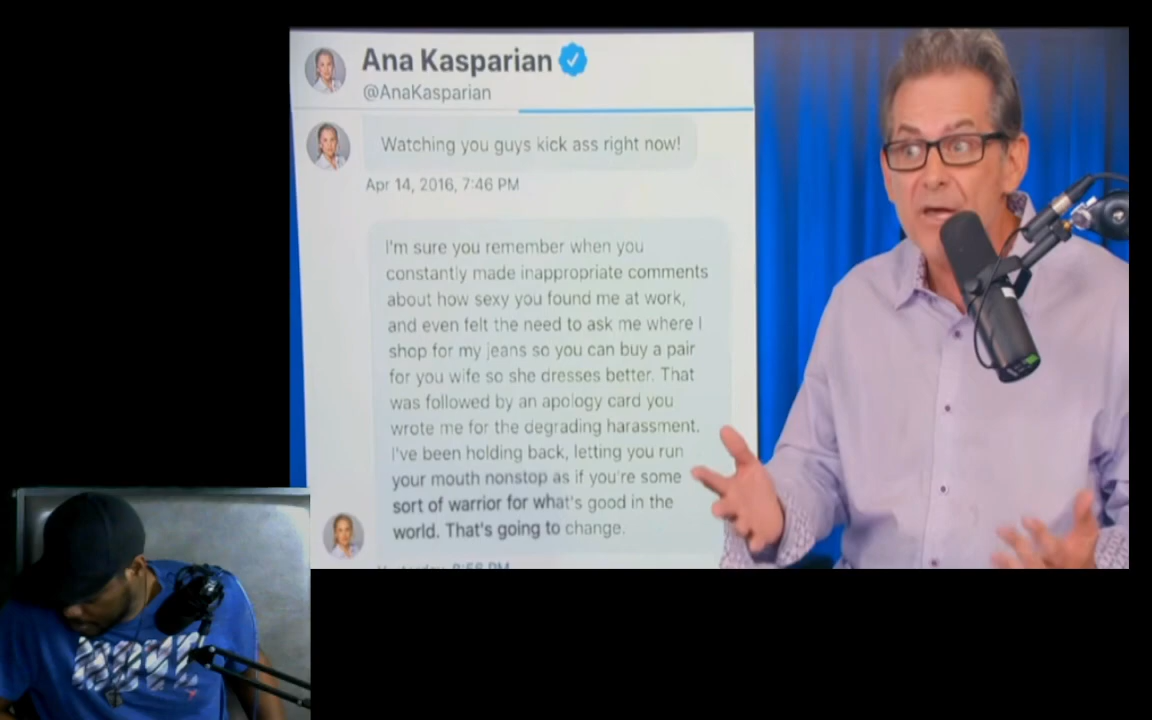 Ana Kasparian
@AnaKasparian
Watching you guys kick ass right now!
Apr 14, 2016, 7:46 PM
I'm sure you remember when you
constantly made inappropriate comments
about how sexy you found me at work,
and even felt the need to ask me where I
shop for my jeans so you can buy a pair
for you wife so she dresses better. That
was followed by an apology card you
wrote me for the degrading harassment.
I've been holding back, letting you run
your mouth nonstop as if you're some
sort of warrior for what's good in the
world. That's going to change.
MOVE